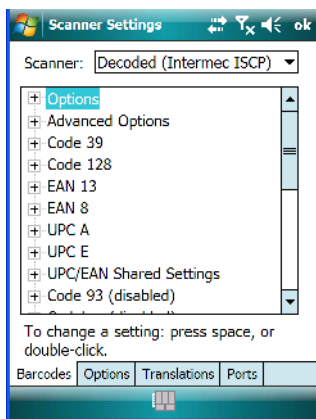 Scanner Settings ok
Scanner: Decoded (Intermec ISCP)
Options
Advanced Options
Code 39
Code 128
EAN 13
EAN 8
UPC A
UPC E
UPC/EAN Shared Settings
Code 93 (disabled)
To change a setting: press space, or
double-click.
Barcodes Options Translations Ports